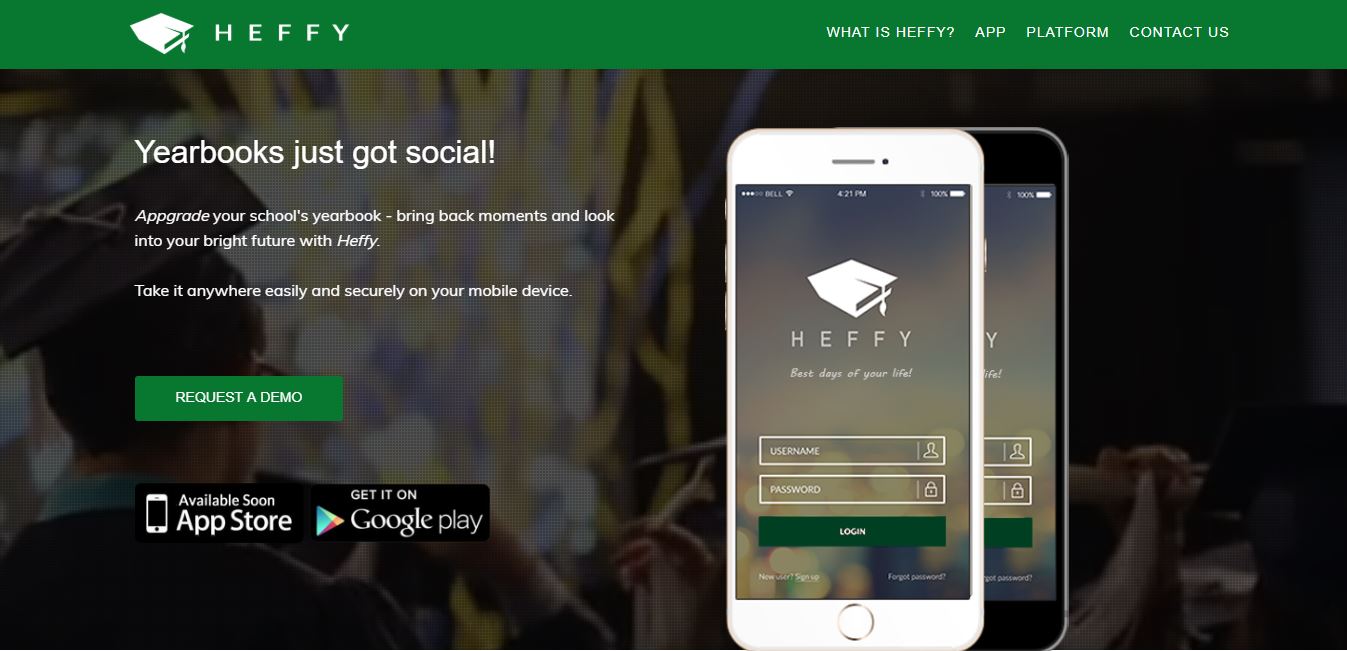 HEFFY
WHAT IS HEFFY?
APP
PLATFORM
CONTACT US
Yearbooks just got social!
Appgrade your school's yearbook - bring back moments and look
into your bright future with Heffy.
Take it anywhere easily and securely on your mobile device.
REQUEST A DEMO
Available Soon
App Store
GET IT ON
Google play
BELL
4:21 PM
100%
HEFFY
Best days of your life!
USERNAME
PASSWORD
LOGIN
New user? Sign up
Forgot password?
100%
Y
life!
rgot password?